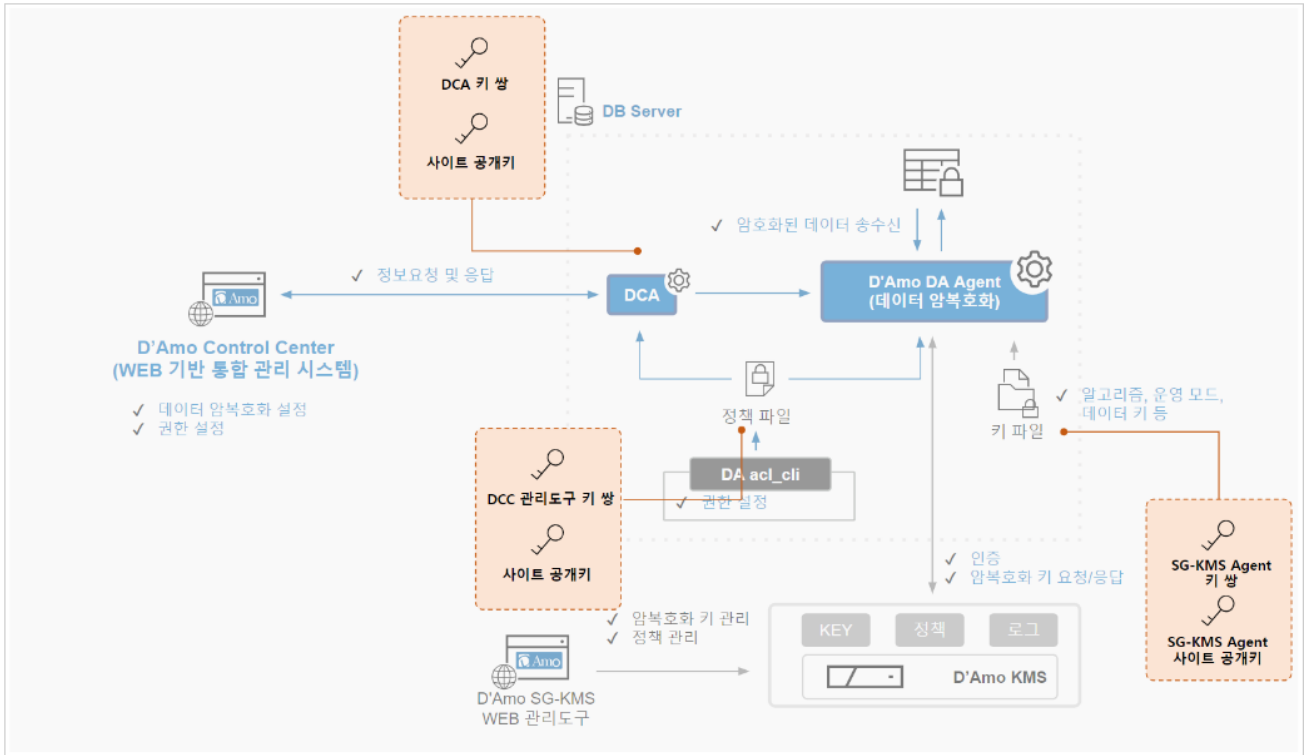 DCA 키 쌍
사이트 공개키
DB Server
✓ 암호화된 데이터 송수신
✓ 정보요청 및 응답
D'Amo
DCA
D'Amo DA Agent
(데이터 암복호화)
D'Amo Control Center
(WEB 기반 통합 관리 시스템)
✓ 데이터 암복호화 설정
✓ 권한 설정
정책 파일
키 파일
✓ 알고리즘, 운영 모드,
데이터 키 등
DA acl_cli
✓ 권한 설정
DCC 관리도구 키 쌍
사이트 공개키
SG-KMS Agent
키 쌍
SG-KMS Agent
사이트 공개키
✓ 인증
✓ 암복호화 키 요청/응답
✓ 암복호화 키 관리
✓ 정책 관리
D'Amo
D'Amo SG-KMS
WEB 관리도구
KEY
정책
로그
D'Amo KMS